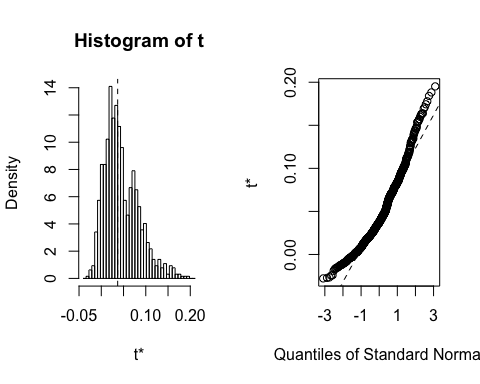 Histogram of t
Density
0 2 4 6 8 10 12 14
-0.05 0.10 0.20
t*
t*
0.00 0.10 0.20
-3 -1 1 3
Quantiles of Standard Norma